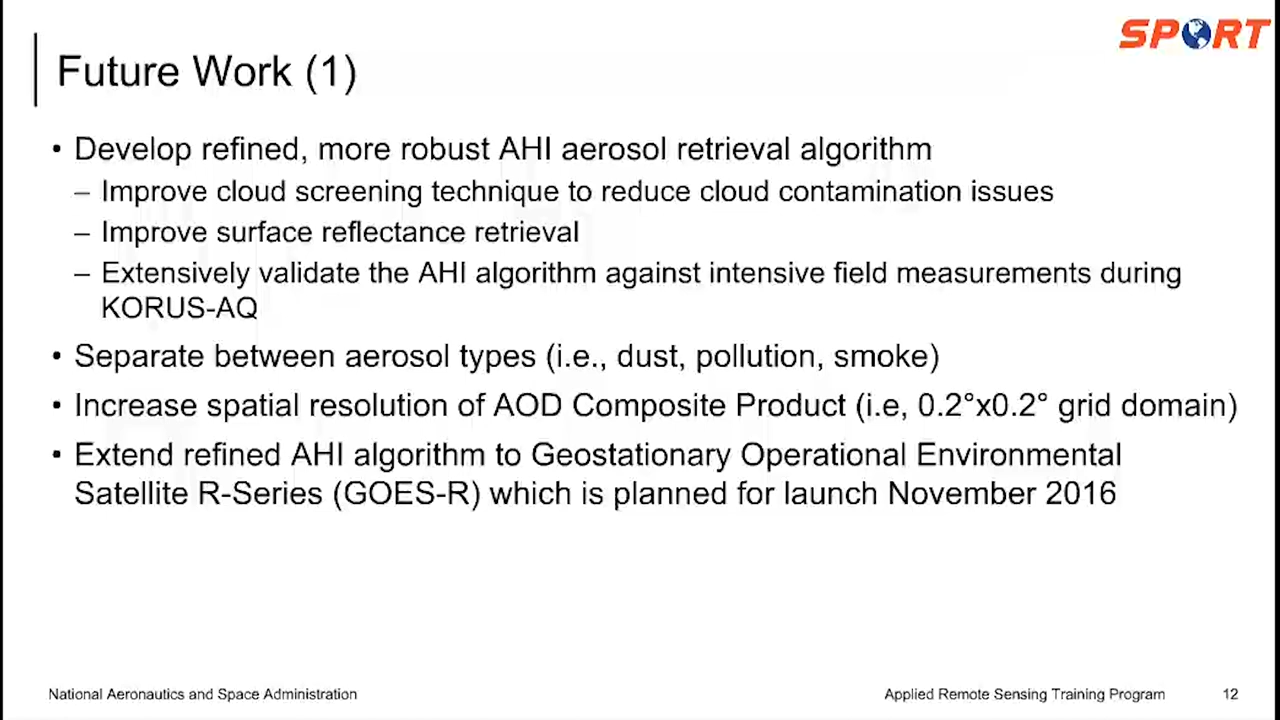 SPORT
Future Work (1)
• Develop refined, more robust AHI aerosol retrieval algorithm
– Improve cloud screening technique to reduce cloud contamination issues
– Improve surface reflectance retrieval
– Extensively validate the AHI algorithm against intensive field measurements during
KORUS-AQ
• Separate between aerosol types (i.e., dust, pollution, smoke)
• Increase spatial resolution of AOD Composite Product (i.e, 0.2°x0.2° grid domain)
• Extend refined AHI algorithm to Geostationary Operational Environmental
Satellite R-Series (GOES-R) which is planned for launch November 2016
National Aeronautics and Space Administration
Applied Remote Sensing Training Program
12